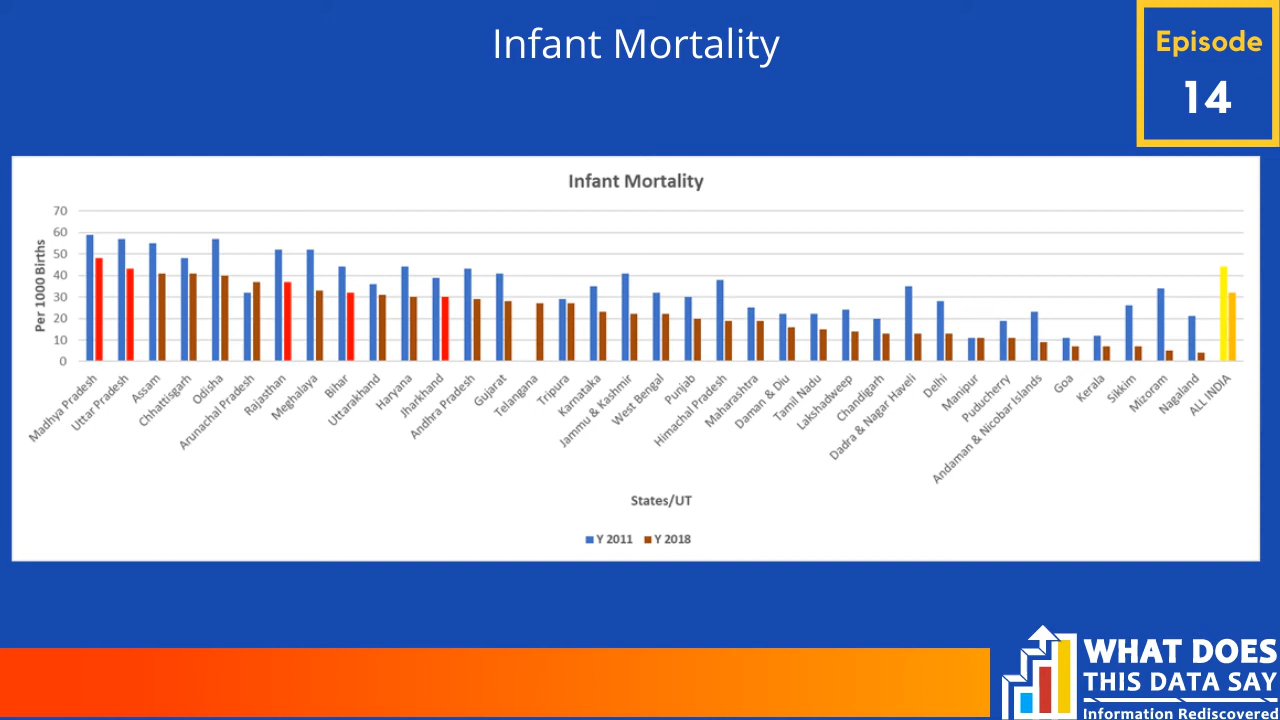 Infant Mortality
Episode
14
Infant Mortality
Per 1000 Births
70
60
50
40
30
20
10
0
Madhya Pradesh
Uttar Pradesh
Assam
Chhattisgarh
Odisha
Arunachal Pradesh
Rajasthan
Meghalaya
Bihar
Uttarakhand
Haryana
Jharkhand
Andhra Pradesh
Gujarat
Telangana
Tripura
Karnataka
Jammu & Kashmir
West Bengal
Punjab
Himachal Pradesh
Maharashtra
Daman & Diu
Tamil Nadu
Lakshadweep
Chandigarh
Dadra & Nagar Haveli
Delhi
Manipur
Puducherry
Andaman & Nicobar Islands
Goa
Kerala
Sikkim
Mizoram
Nagaland
ALL INDIA
States/UT
Y 2011 Y 2018
WHAT DOES
THIS DATA SAY
Information Rediscovered